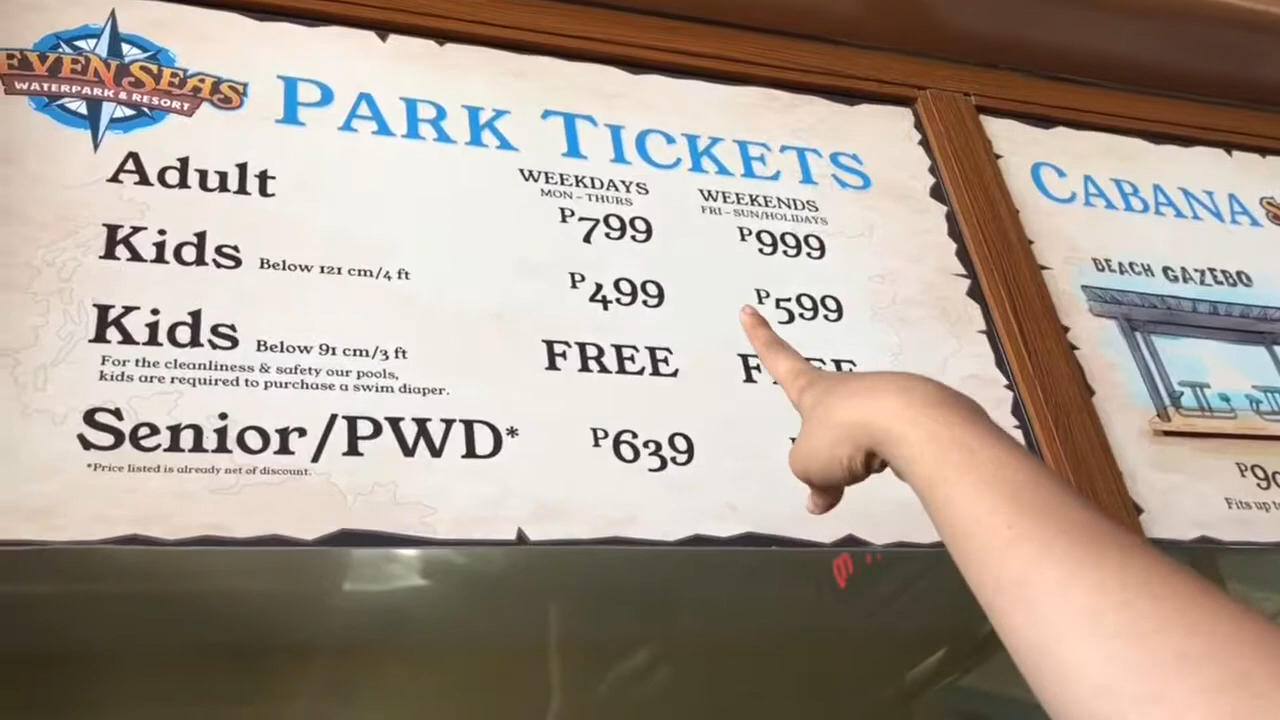 EVEN SEAS
WATERPARK & RESORT
PARK TICKETS
WEEKDAYS
MON – THURS
WEEKENDS
FRI – SUN/HOLIDAYS
Adult ₱799 ₱999
Kids Below 121 cm/4 ft ₱499 ₱599
Kids Below 91 cm/3 ft FREE FREE
For the cleanliness & safety our pools,
kids are required to purchase a swim diaper.
Senior/PWD* ₱639
*Price listed is already net of discount.
CABANA
BEACH GAZEBO
Fits up